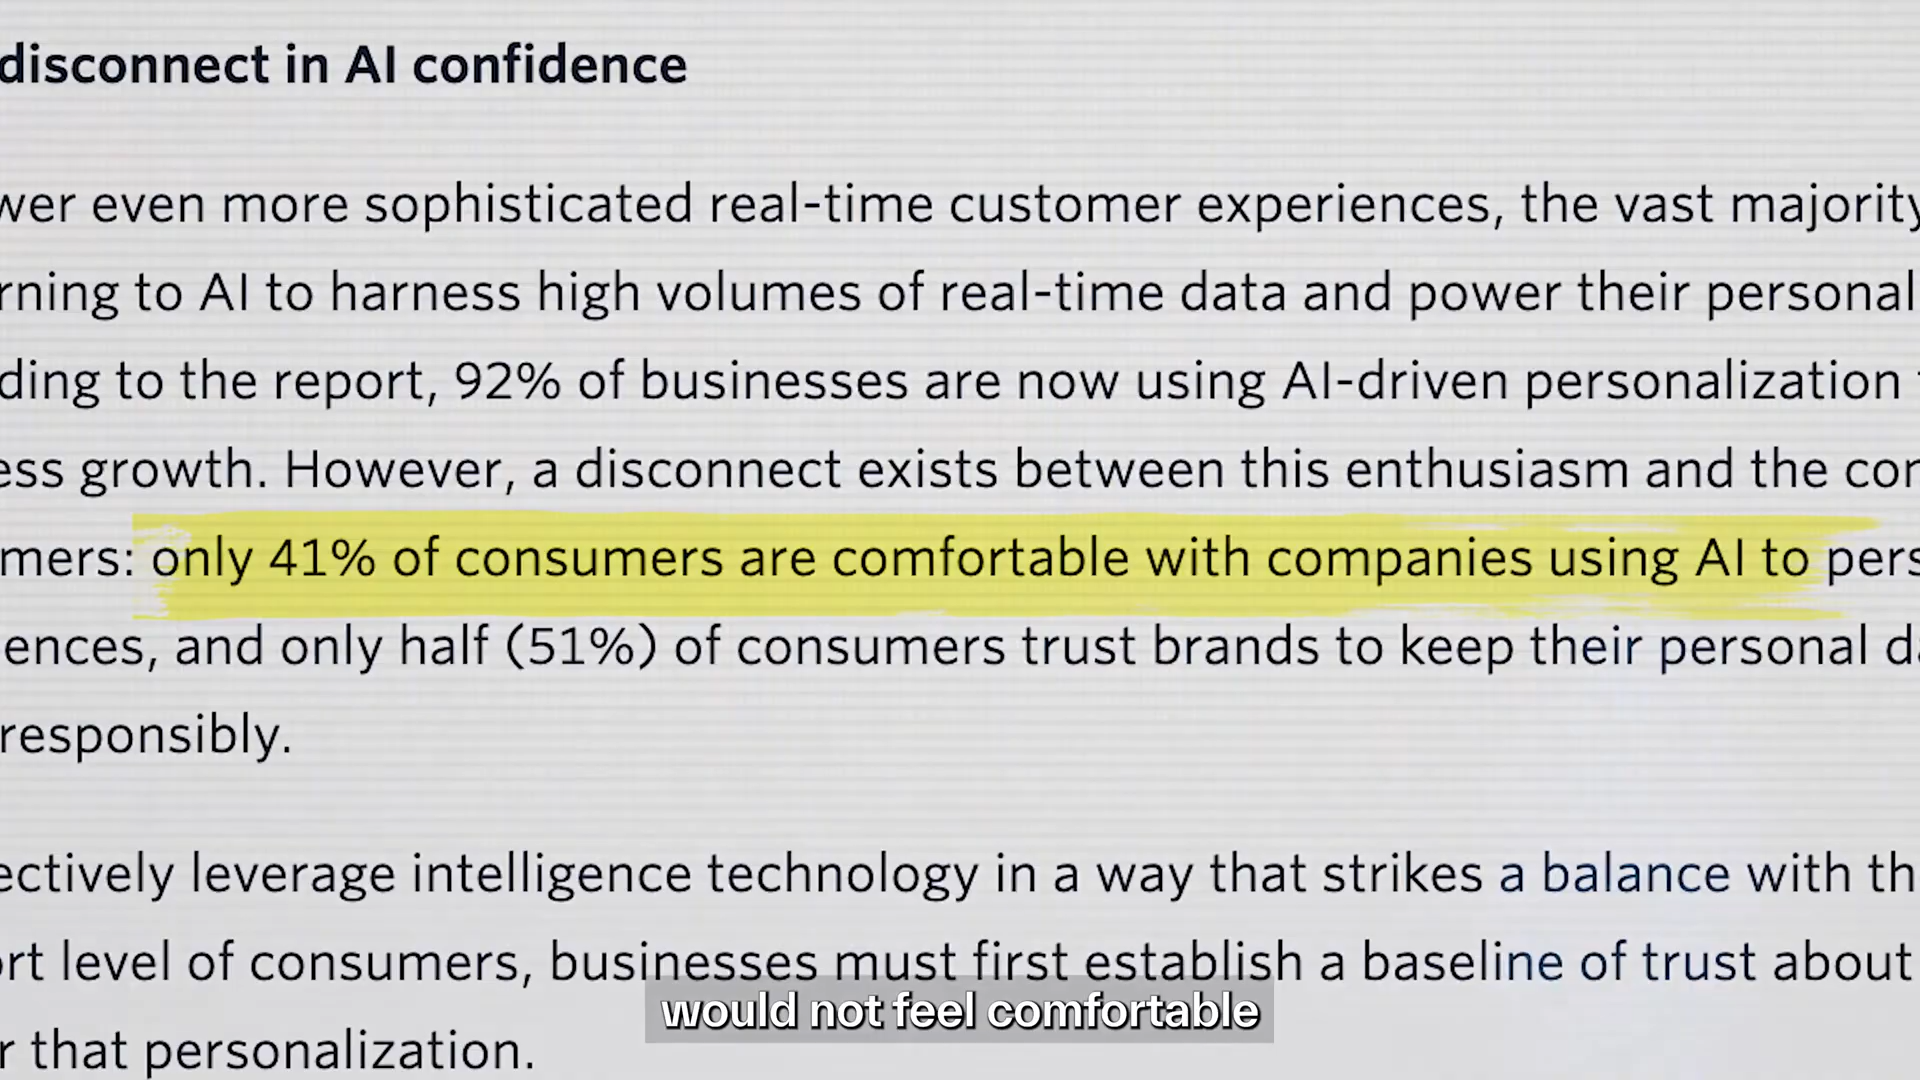 disconnect in AI confidence
wer even more sophisticated real-time customer experiences, the vast majority
rning to AI to harness high volumes of real-time data and power their personal
ding to the report, 92% of businesses are now using AI-driven personalization
ess growth. However, a disconnect exists between this enthusiasm and the con
mers: only 41% of consumers are comfortable with companies using AI to pers
ences, and only half (51%) of consumers trust brands to keep their personal da
responsibly.
ectively leverage intelligence technology in a way that strikes a balance with th
ort level of consumers, businesses must first establish a baseline of trust about
would not feel comfortable
r that personalization.